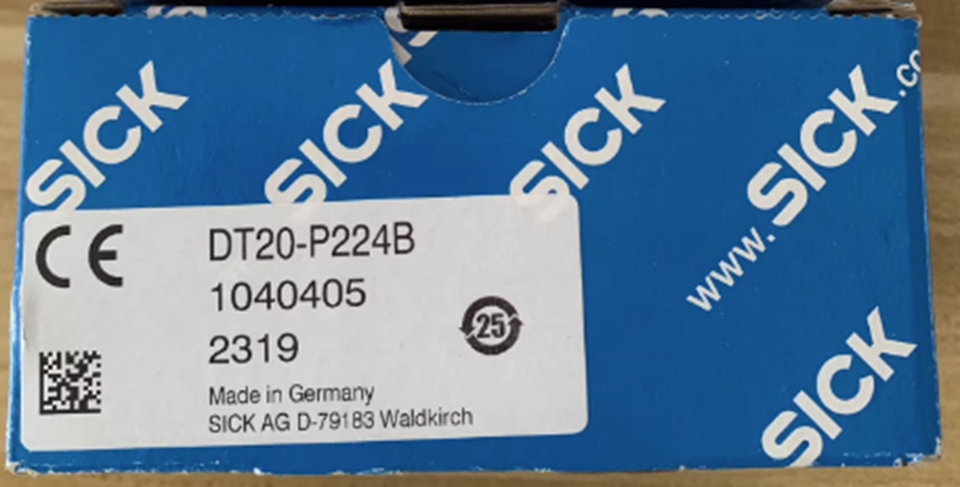 SICK
SICK
SICK
www.SICK.co
CE
DT20-P224B
1040405
2319
25
Made in Germany
SICK AG D-79183 Waldkirch
SICK